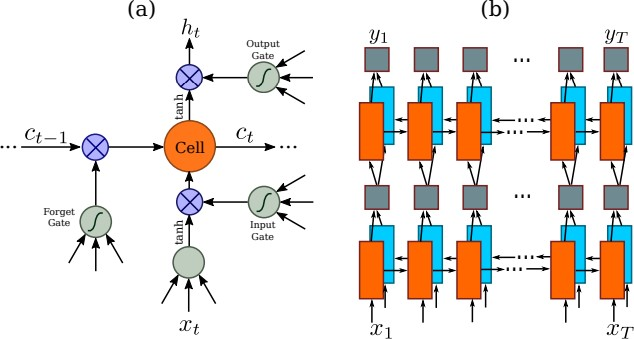 (a)
h_t
Output
Gate
tanh
... c_{t-1}
Cell
c_t ...
Forget
Gate
tanh
Input
Gate
x_t
(b)
y_1
y_T
...
...
...
...
...
...
x_1
x_T